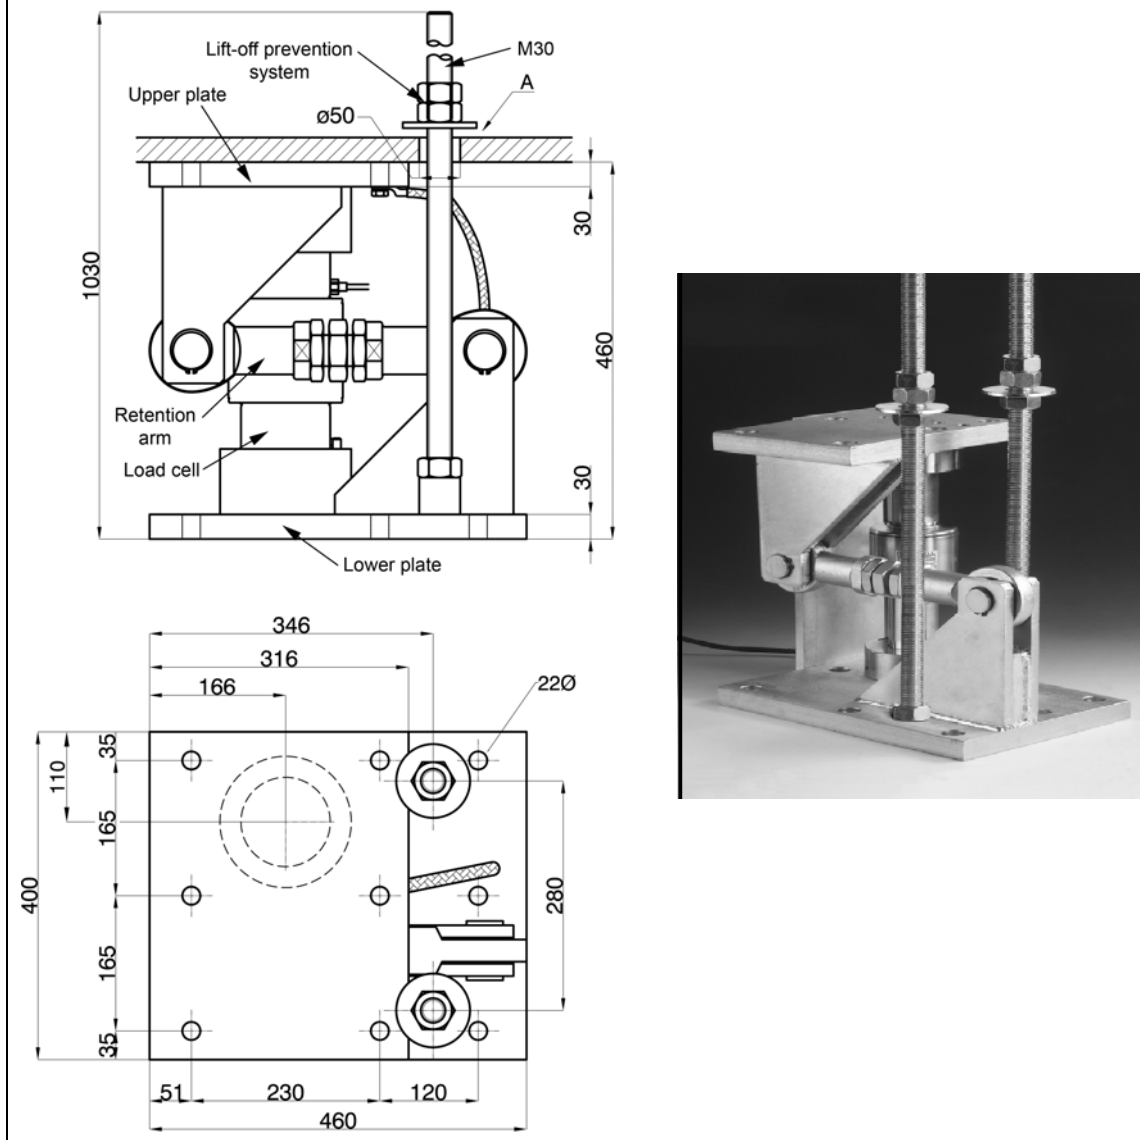 Lift-off prevention
system
M30
A
Upper plate
ø50
30
1030
460
Retention
arm
Load cell
30
Lower plate
346
316
166
22Ø
35
110
165
400
280
165
35
51
230
120
460